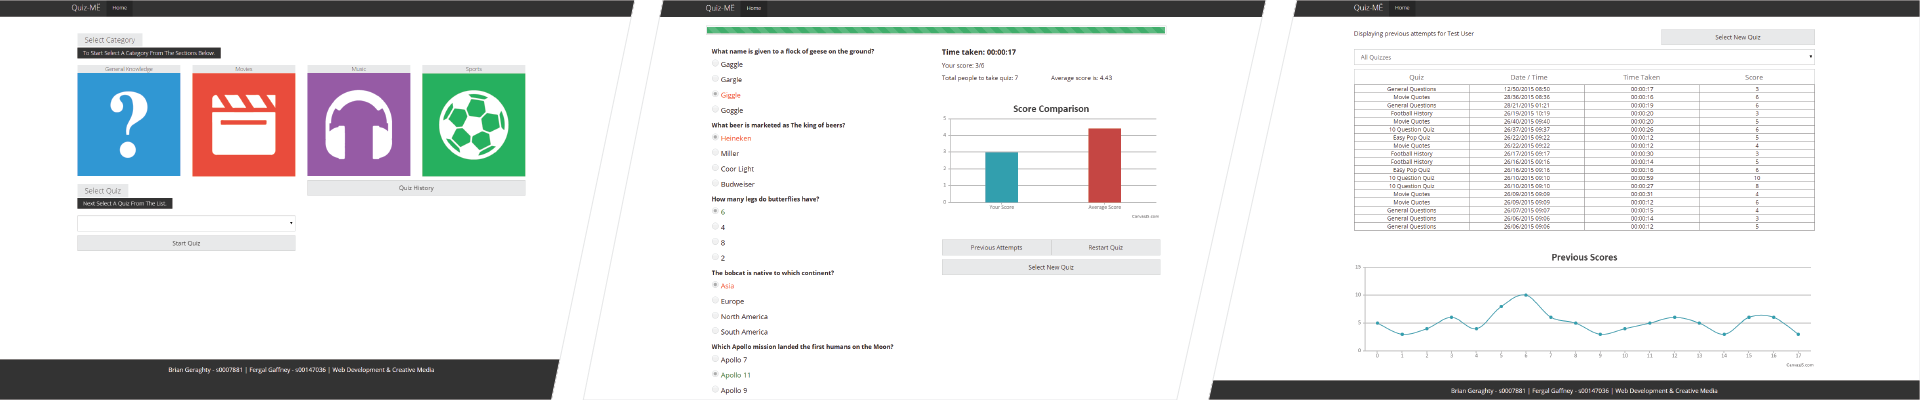 Quiz-ME Home
Select Category
To Start Select A Category From The Sections Below.
General Knowledge
Movies
Music
Sports
Select Quiz
Next Select A Quiz From The List.
Start Quiz
Quiz History
Brian Geraghty - s0007881 | Fergal Gaffney - s00147036 | Web Development & Creative Media
Quiz-ME Home
What name is given to a flock of geese on the ground?
Gaggle
Gargle
Giggle
Goggle
What beer is marketed as The king of beers?
Heineken
Miller
Coor Light
Budweiser
How many legs do butterflies have?
6
4
8
2
The bobcat is native to which continent?
Asia
Europe
North America
South America
Which Apollo mission landed the first humans on the Moon?
Apollo 7
Apollo 11
Apollo 9
Time taken: 00:00:17
Your score: 3/6
Total people to take quiz: 7 Average score is: 4.43
Score Comparison
5
4
3
2
1
0
Your Score Average Score
CanvasJS.com
Previous Attempts Restart Quiz
Select New Quiz
Quiz-ME Home
Displaying previous attempts for Test User
Select New Quiz
All Quizzes
Quiz Date / Time Time Taken Score
General Questions 12/50/2015 08:50 00:00:17 3
Movie Quotes 28/36/2015 08:36 00:00:16 6
General Questions 28/21/2015 01:21 00:00:19 6
Football History 26/19/2015 10:19 00:00:20 3
Movie Quotes 26/40/2015 09:40 00:00:20 5
10 Question Quiz 26/37/2015 09:37 00:00:26 6
Easy Pop Quiz 26/22/2015 09:22 00:00:12 5
Movie Quotes 26/22/2015 09:22 00:00:12 4
Football History 26/17/2015 09:17 00:00:30 3
Football History 26/16/2015 09:16 00:00:14 5
Easy Pop Quiz 26/16/2015 09:16 00:00:18 6
10 Question Quiz 26/10/2015 09:10 00:00:59 10
10 Question Quiz 26/10/2015 09:10 00:00:27 8
Movie Quotes 26/09/2015 09:09 00:00:31 4
Movie Quotes 26/09/2015 09:09 00:00:12 6
General Questions 26/07/2015 09:07 00:00:15 4
General Questions 26/06/2015 09:06 00:00:14 3
General Questions 26/06/2015 09:06 00:00:12 5
Previous Scores
15
10
5
0
0 1 2 3 4 5 6 7 8 9 10 11 12 13 14 15 16 17
CanvasJS.com
Brian Geraghty - s0007881 | Fergal Gaffney - s00147036 | Web Development & Creative Media